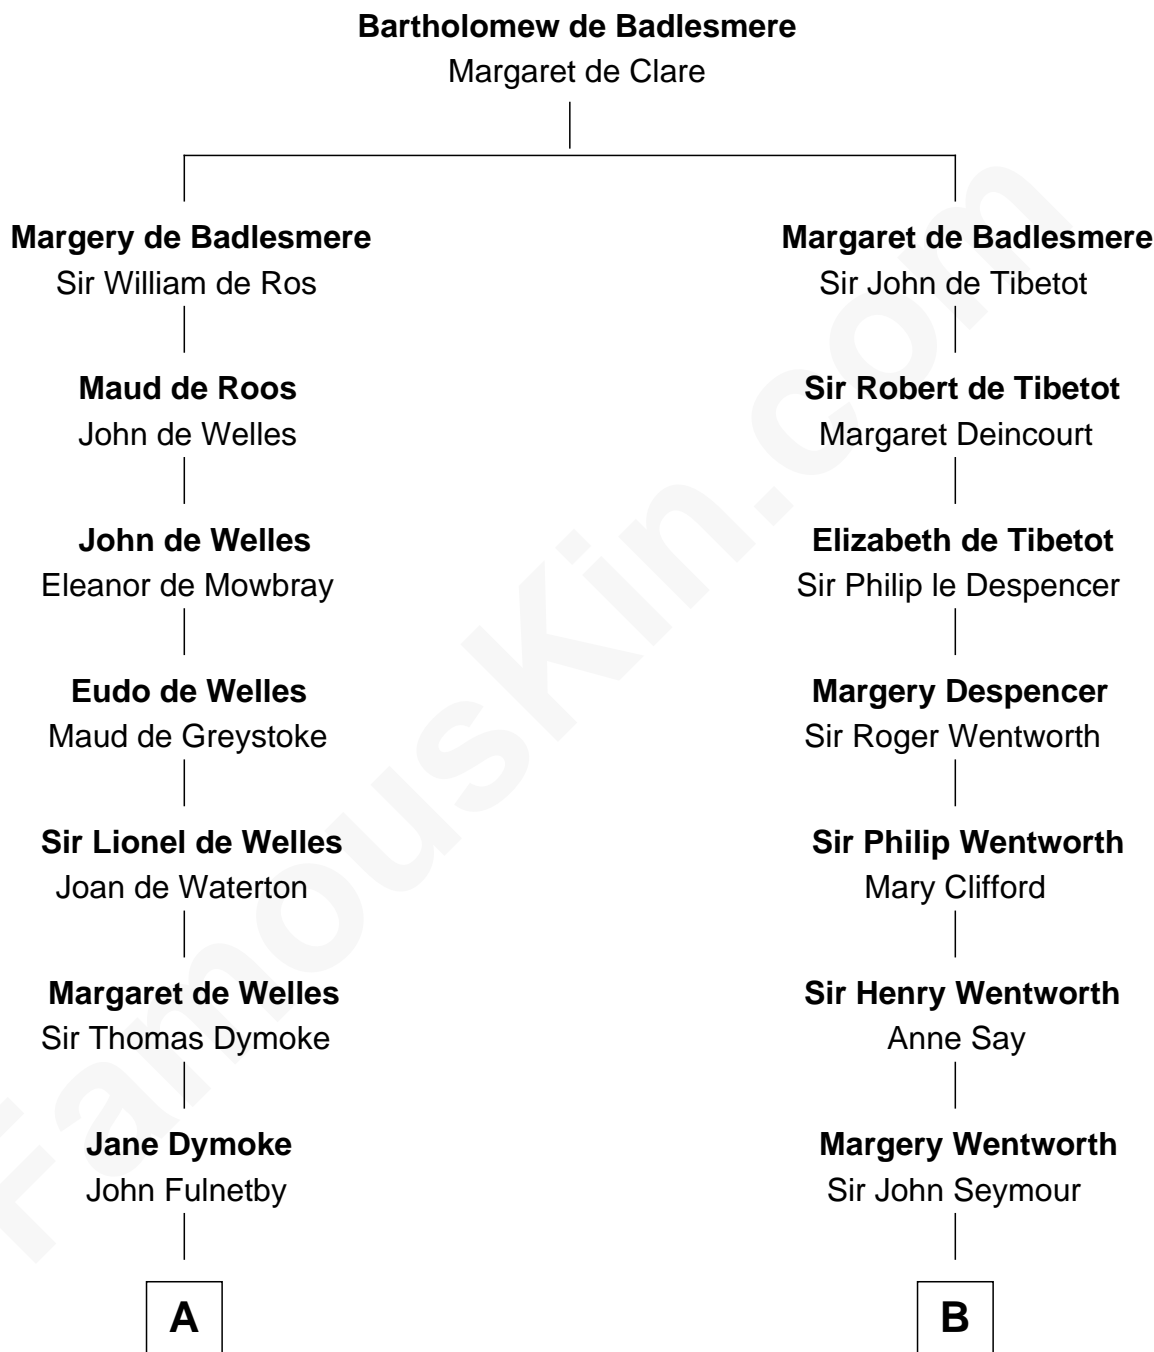 Bartholomew de Badlesmere
Margaret de Clare
Margery de Badlesmere
Sir William de Ros
Margaret de Badlesmere
Sir John de Tibetot
Maud de Roos
John de Welles
Sir Robert de Tibetot
Margaret Deincourt
John de Welles
Eleanor de Mowbray
Elizabeth de Tibetot
Sir Philip le Despencer
Eudo de Welles
Maud de Greystoke
Margery Despencer
Sir Roger Wentworth
Sir Lionel de Welles
Joan de Waterton
Sir Philip Wentworth
Mary Clifford
Margaret de Welles
Sir Thomas Dymoke
Sir Henry Wentworth
Anne Say
Jane Dymoke
John Fulnetby
Margery Wentworth
Sir John Seymour
A
B
FamousKin.com